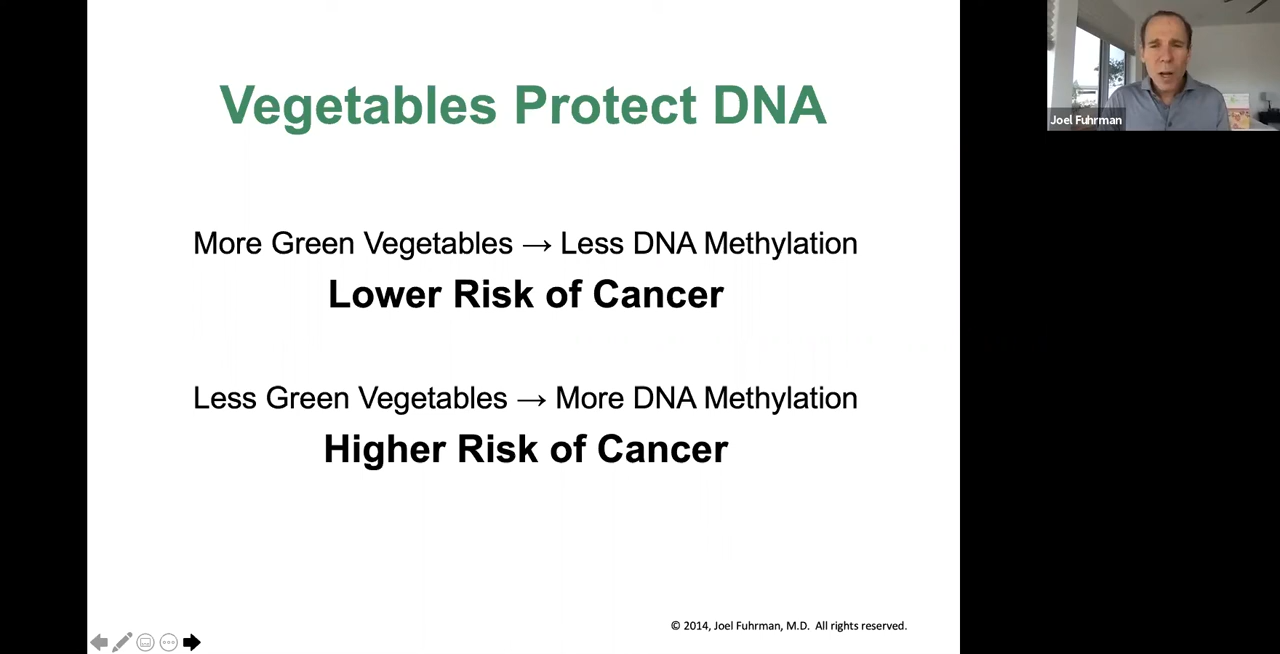 Vegetables Protect DNA
More Green Vegetables → Less DNA Methylation
Lower Risk of Cancer
Less Green Vegetables → More DNA Methylation
Higher Risk of Cancer
© 2014, Joel Fuhrman, M.D. All rights reserved.
Joel Fuhrman